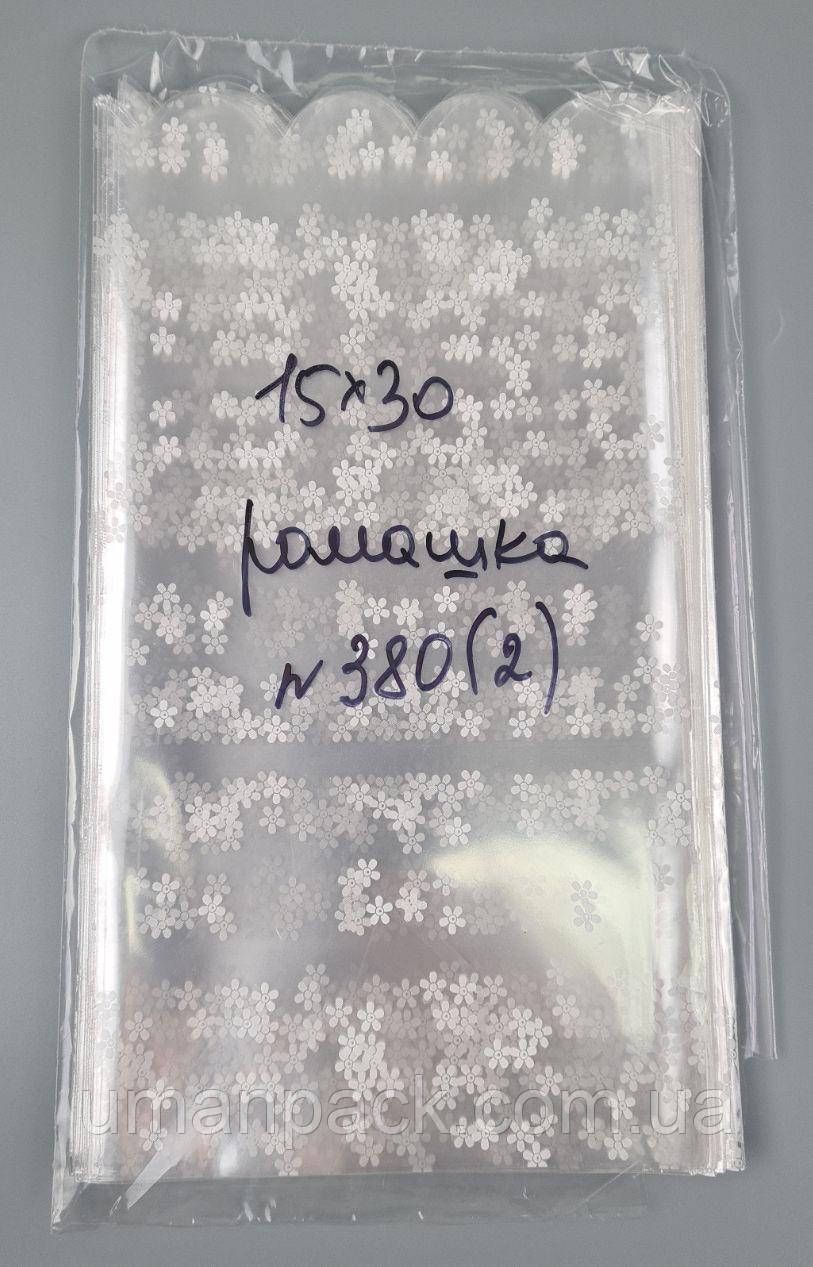 15×30
ромашка
№380(2)
umanpack.com.ua